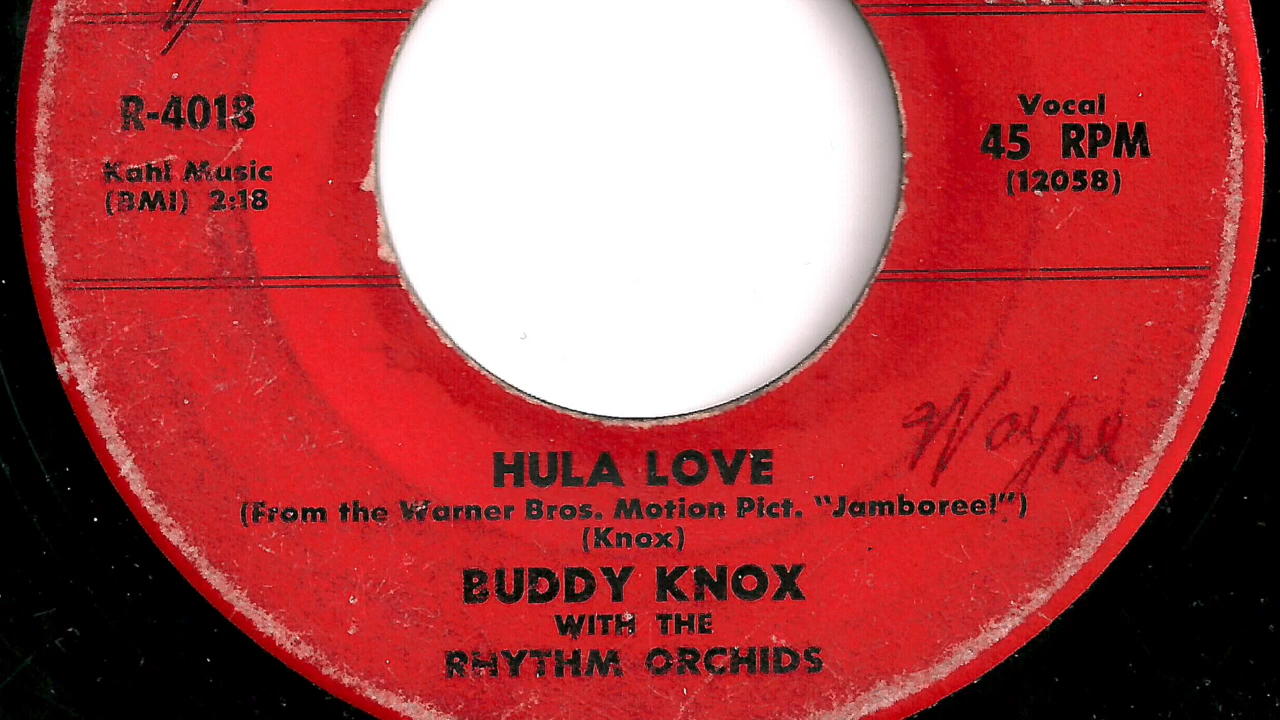 R-4018
Kahl Music
(BMI) 2:18
Vocal
45 RPM
(12058)
Wayne
HULA LOVE
(From the Warner Bros. Motion Pict. "Jamboree!")
(Knox)
BUDDY KNOX
WITH THE
RHYTHM ORCHIDS